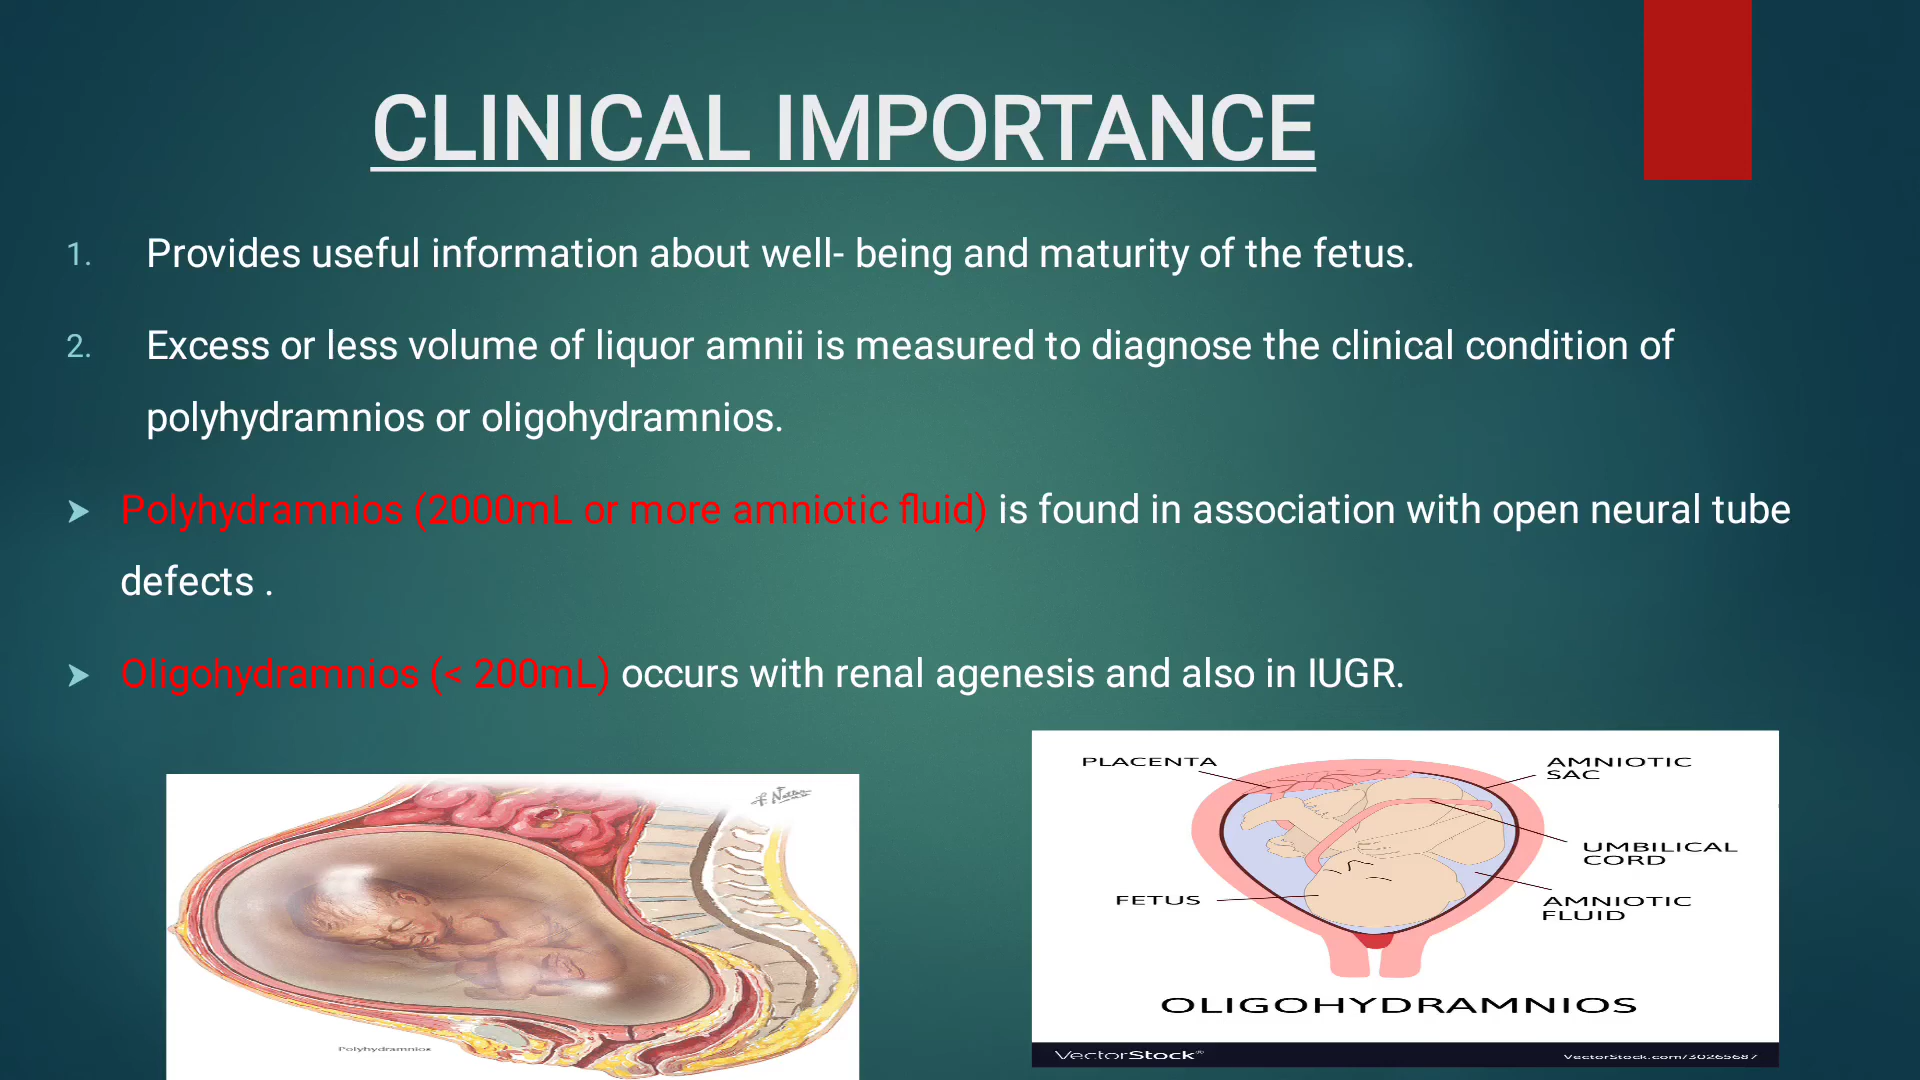 CLINICAL IMPORTANCE
1. Provides useful information about well- being and maturity of the fetus.
2. Excess or less volume of liquor amnii is measured to diagnose the clinical condition of
polyhydramnios or oligohydramnios.
➤ Polyhydramnios (2000mL or more amniotic fluid) is found in association with open neural tube
defects .
➤ Oligohydramnios (< 200mL) occurs with renal agenesis and also in IUGR.
Polyhydramnios
PLACENTA
AMNIOTIC
SAC
UMBILICAL
CORD
FETUS
AMNIOTIC
FLUID
OLIGOHYDRAMNIOS
VectorStock®
VectorStock.com/30265687